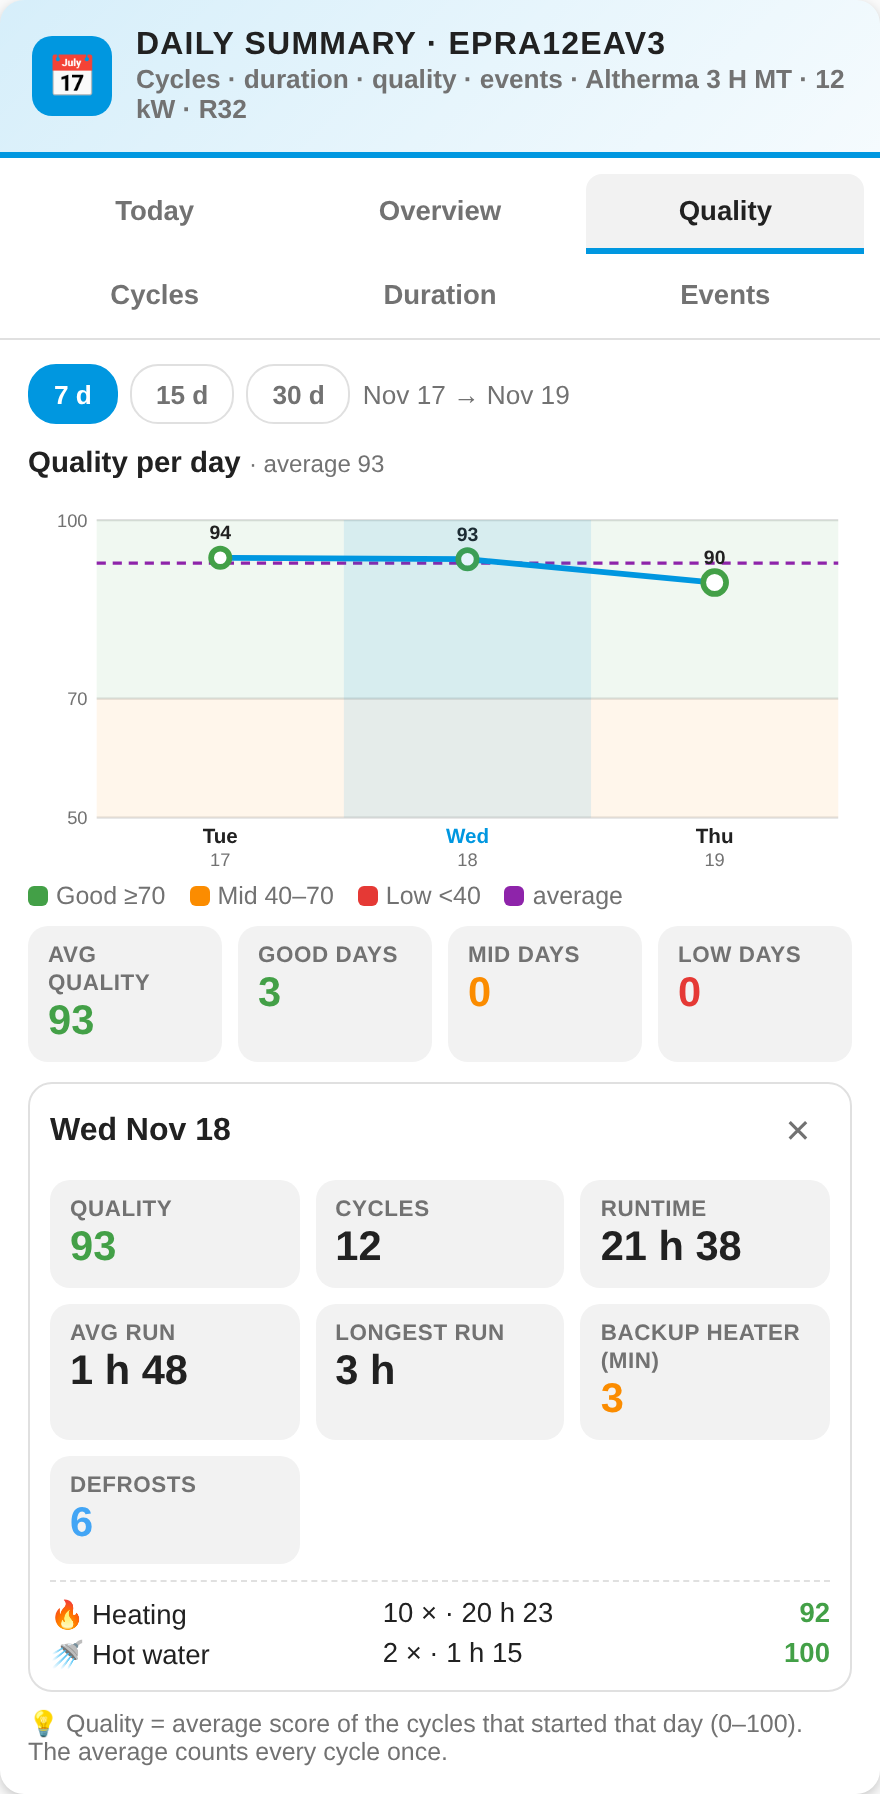 July
17
DAILY SUMMARY · EPRA12EAV3
Cycles · duration · quality · events · Altherma 3 H MT · 12
kW · R32
Today
Overview
Quality
Cycles
Duration
Events
7 d
15 d
30 d
Nov 17 → Nov 19
Quality per day · average 93
100
94
93
90
70
50
Tue
Wed
Thu
17
18
19
Good ≥70
Mid 40–70
Low <40
average
AVG
QUALITY
93
GOOD DAYS
3
MID DAYS
0
LOW DAYS
0
Wed Nov 18
✕
QUALITY
93
CYCLES
12
RUNTIME
21 h 38
AVG RUN
1 h 48
LONGEST RUN
3 h
BACKUP HEATER
(MIN)
3
DEFROSTS
6
🔥 Heating 10 × · 20 h 23 92
🚿 Hot water 2 × · 1 h 15 100
💡 Quality = average score of the cycles that started that day (0–100).
The average counts every cycle once.